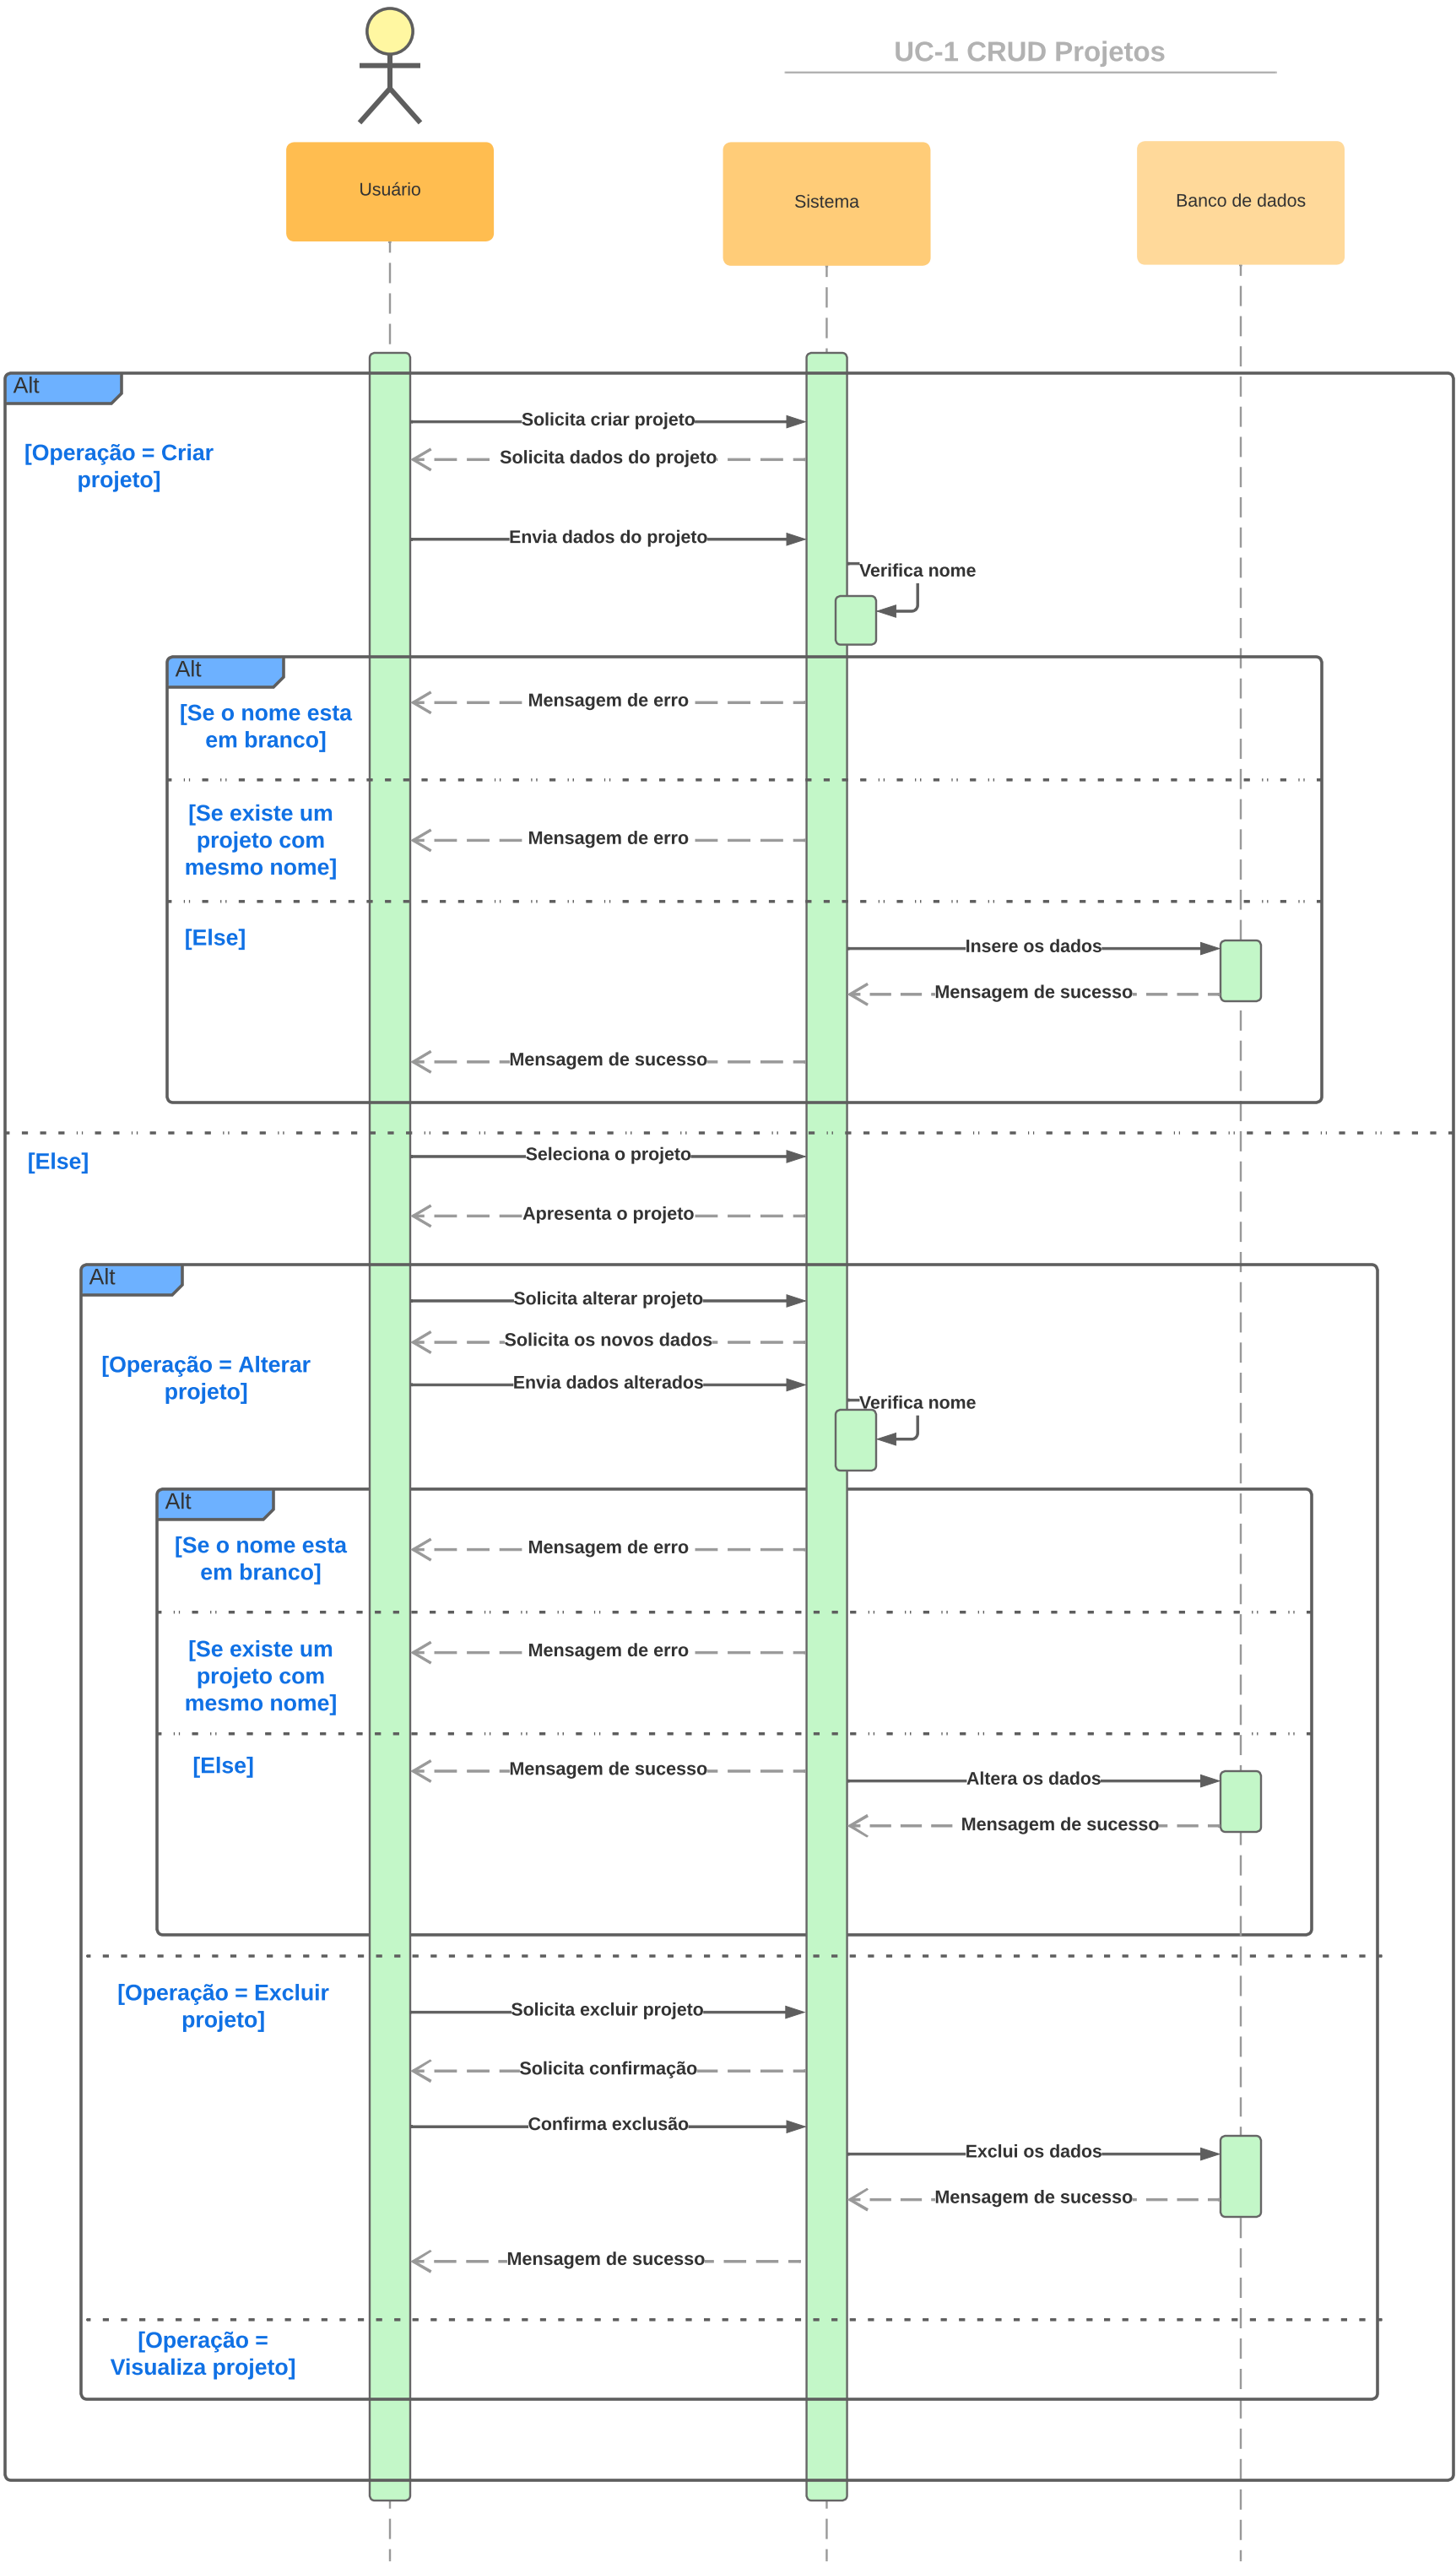 UC-1 CRUD Projetos
Usuário
Sistema
Banco de dados
Alt
Solicita criar projeto
[Operação = Criar
projeto]
Solicita dados do projeto
Envia dados do projeto
Verifica nome
Alt
Mensagem de erro
[Se o nome esta
em branco]
[Se existe um
projeto com
mesmo nome]
Mensagem de erro
[Else]
Insere os dados
Mensagem de sucesso
Mensagem de sucesso
[Else]
Seleciona o projeto
Apresenta o projeto
Alt
Solicita alterar projeto
Solicita os novos dados
[Operação = Alterar
projeto]
Envia dados alterados
Verifica nome
Alt
[Se o nome esta
em branco]
Mensagem de erro
[Se existe um
projeto com
mesmo nome]
Mensagem de erro
[Else]
Mensagem de sucesso
Altera os dados
Mensagem de sucesso
[Operação = Excluir
projeto]
Solicita excluir projeto
Solicita confirmação
Confirma exclusão
Exclui os dados
Mensagem de sucesso
Mensagem de sucesso
[Operação =
Visualiza projeto]